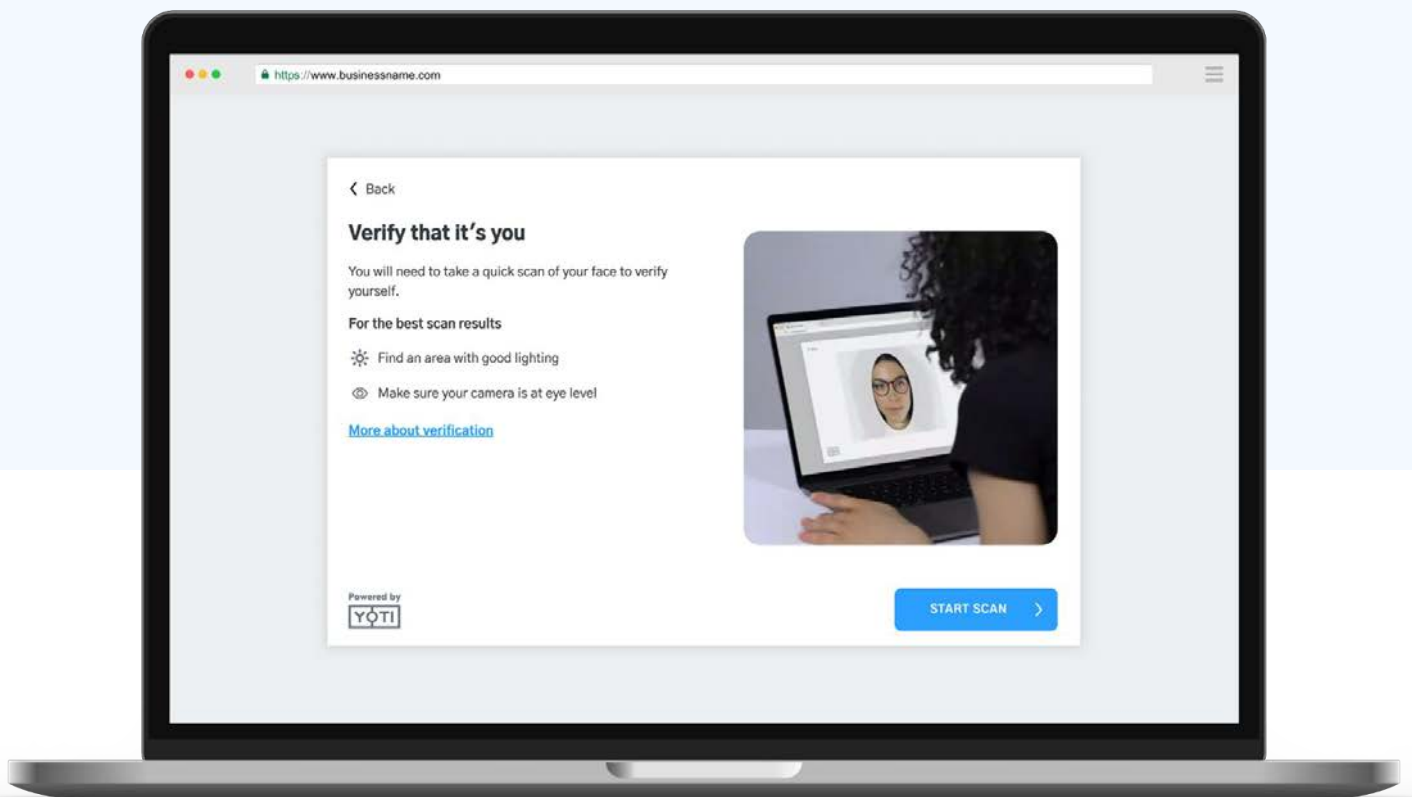 https://www.businessname.com
Back
Verify that it's you
You will need to take a quick scan of your face to verify
yourself.
For the best scan results
Find an area with good lighting
Make sure your camera is at eye level
More about verification
Powered by
YOTI
START SCAN